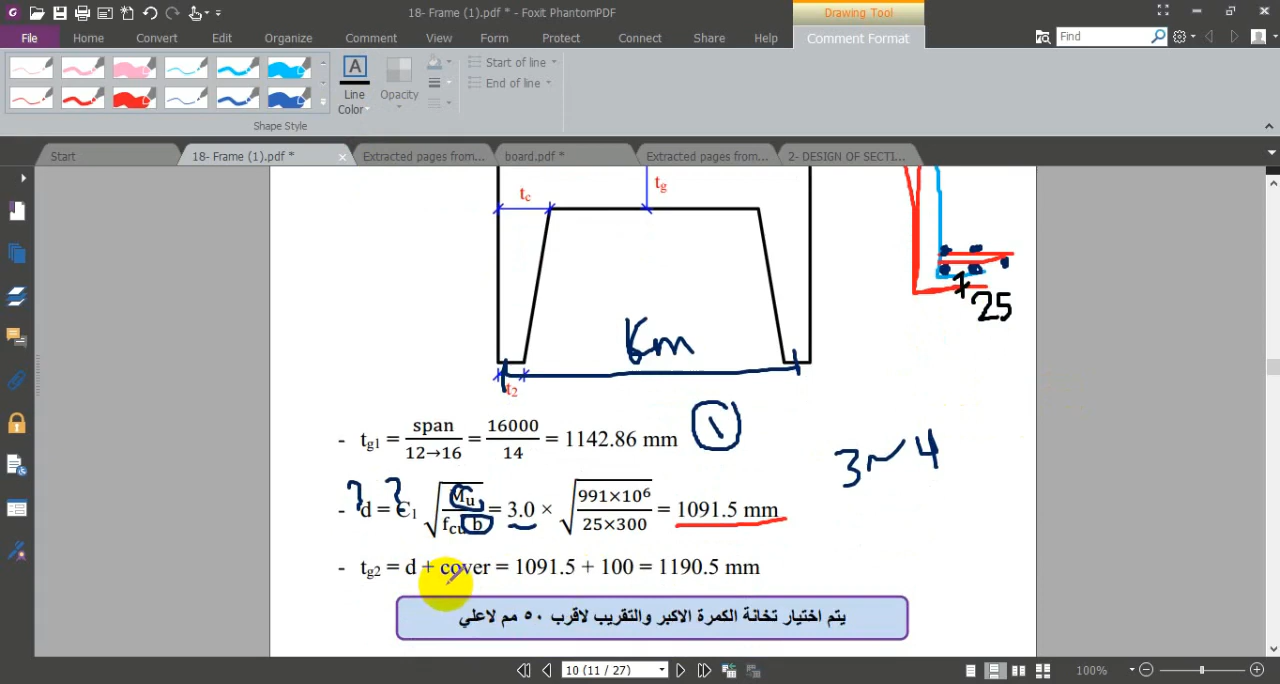 18- Frame (1).pdf * - Foxit PhantomPDF
Drawing Tool
File Home Convert Edit Organize Comment View Form Protect Connect Share Help Comment Format
Find
Line Color
Opacity
Start of line
End of line
Shape Style
Start
18- Frame (1).pdf *
Extracted pages from...
board.pdf *
Extracted pages from...
2- DESIGN OF SECTI...
tc
tg
7
25
6m
t2
- tg1 = span / 12→16 = 16000 / 14 = 1142.86 mm
1
3 ~ 4
- d = C1 √(Mu / fcu b) = 3.0 × √(991×10⁶ / 25×300) = 1091.5 mm
- tg2 = d + cover = 1091.5 + 100 = 1190.5 mm
يتم اختيار تخانة الكمرة الاكبر والتقريب لاقرب ٥٠ مم لاعلي
10 (11 / 27)
100%